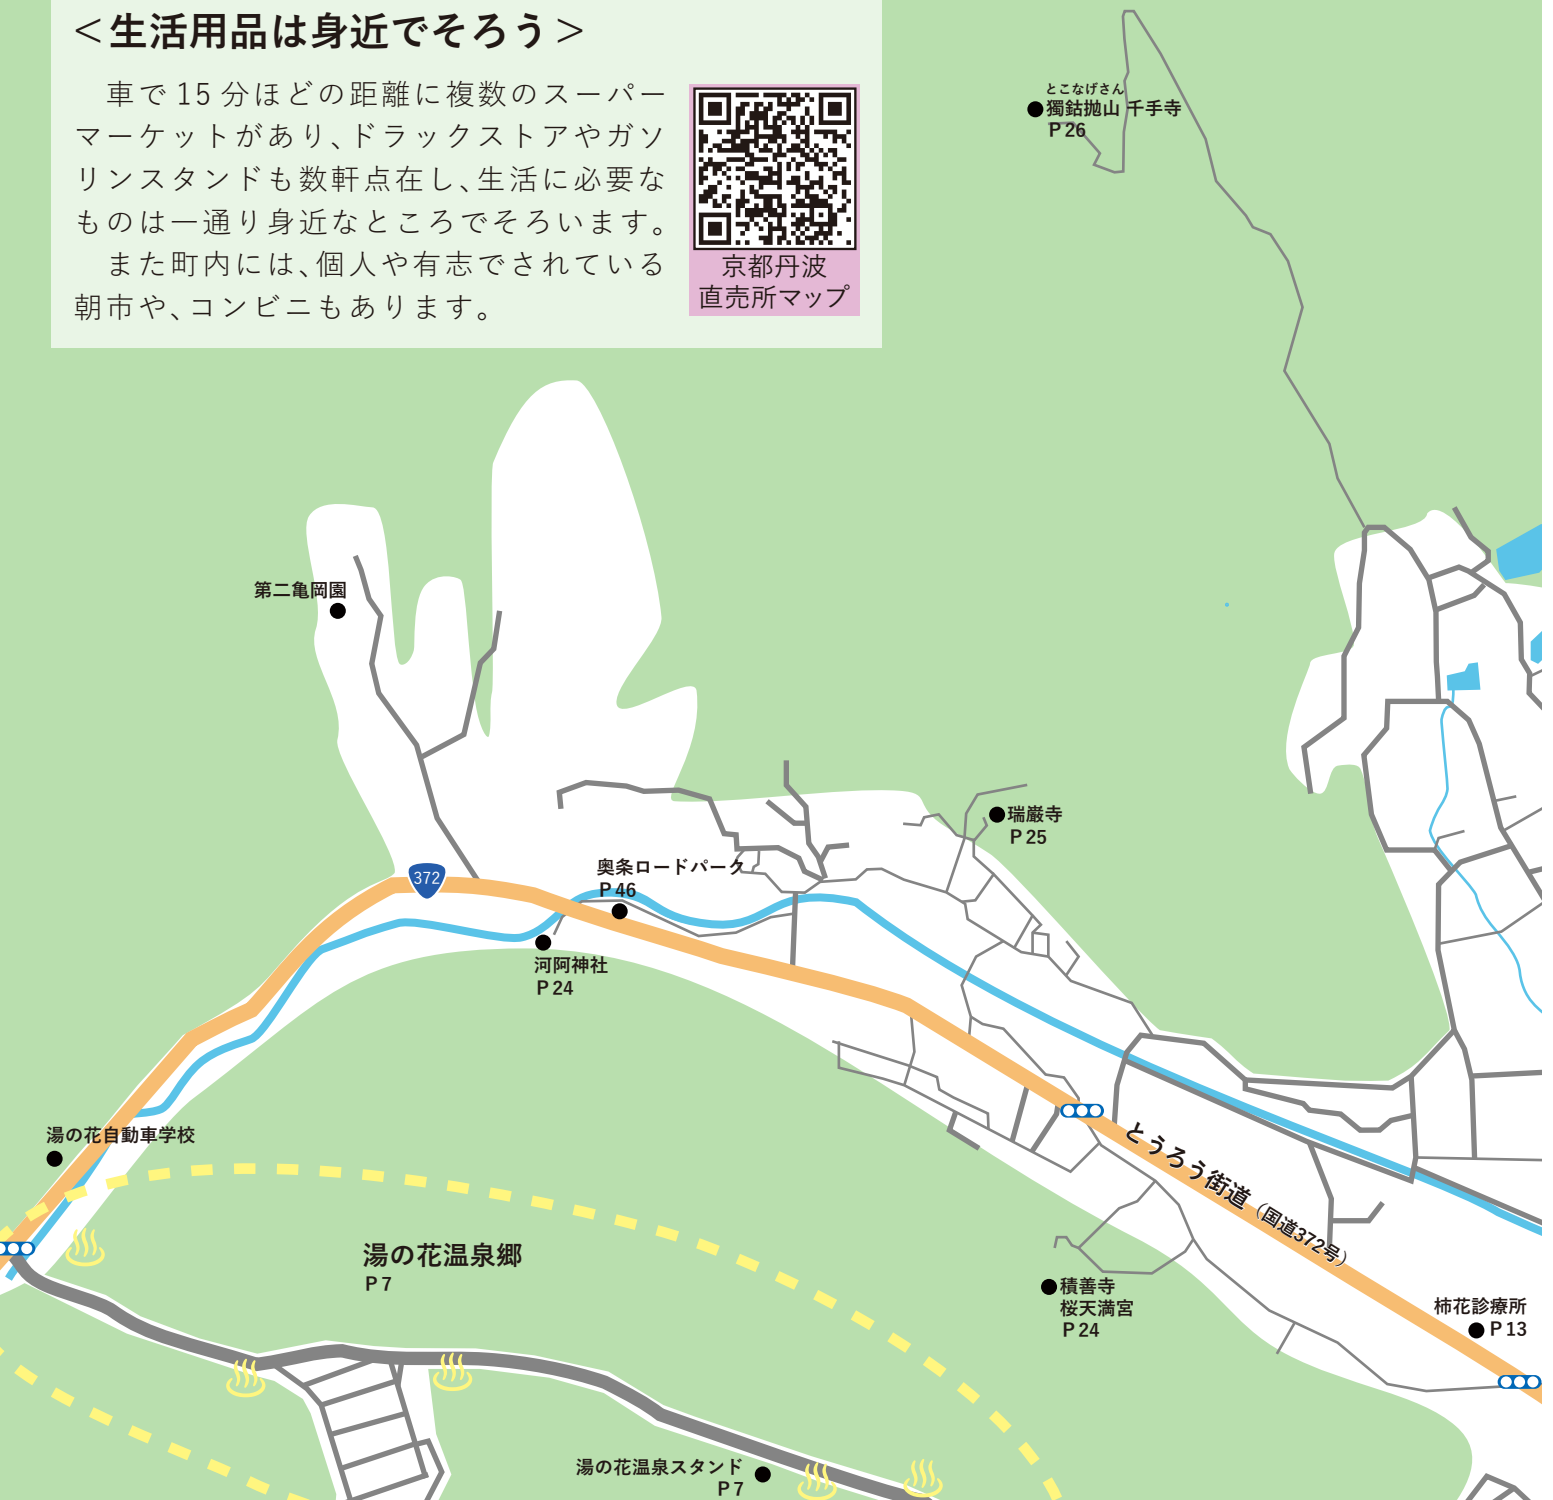 ＜生活用品は身近でそろう＞
　車で 15 分ほどの距離に複数のスーパー
マーケットがあり、ドラックストアやガソ
リンスタンドも数軒点在し、生活に必要な
ものは一通り身近なところでそろいます。
　また町内には、個人や有志でされている
朝市や、コンビニもあります。
京都丹波
直売所マップ
とこなげさん
獨鈷抛山 千手寺
P 26
第二亀岡園
瑞巌寺
P 25
奥条ロードパーク
P 46
372
河阿神社
P 24
湯の花自動車学校
とうろう街道（国道372号）
湯の花温泉郷
P 7
積善寺
桜天満宮
P 24
柿花診療所
P 13
湯の花温泉スタンド
P 7